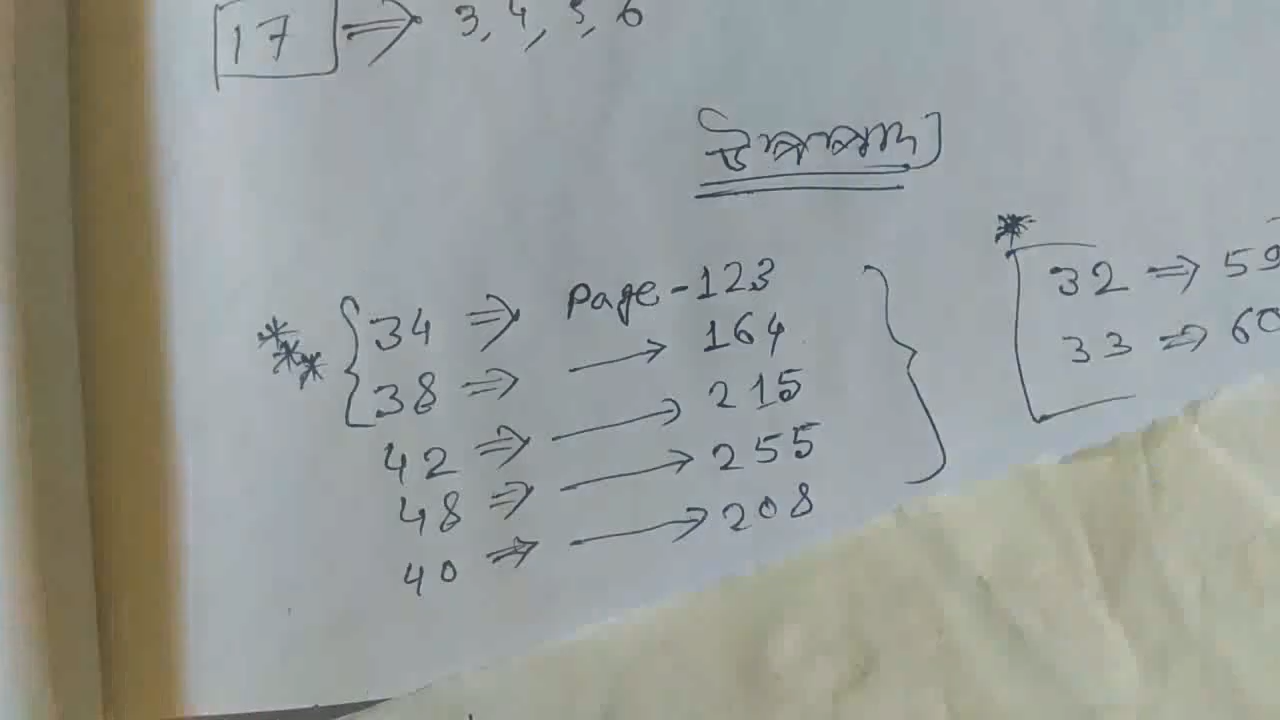 17 ⇒ 3, 4, 5, 6
*** { 34 ⇒ Page - 123
38 ⇒ → 164
42 ⇒ → 215
48 ⇒ → 255
40 ⇒ → 208 }
* [ 32 ⇒ 59
33 ⇒ 60